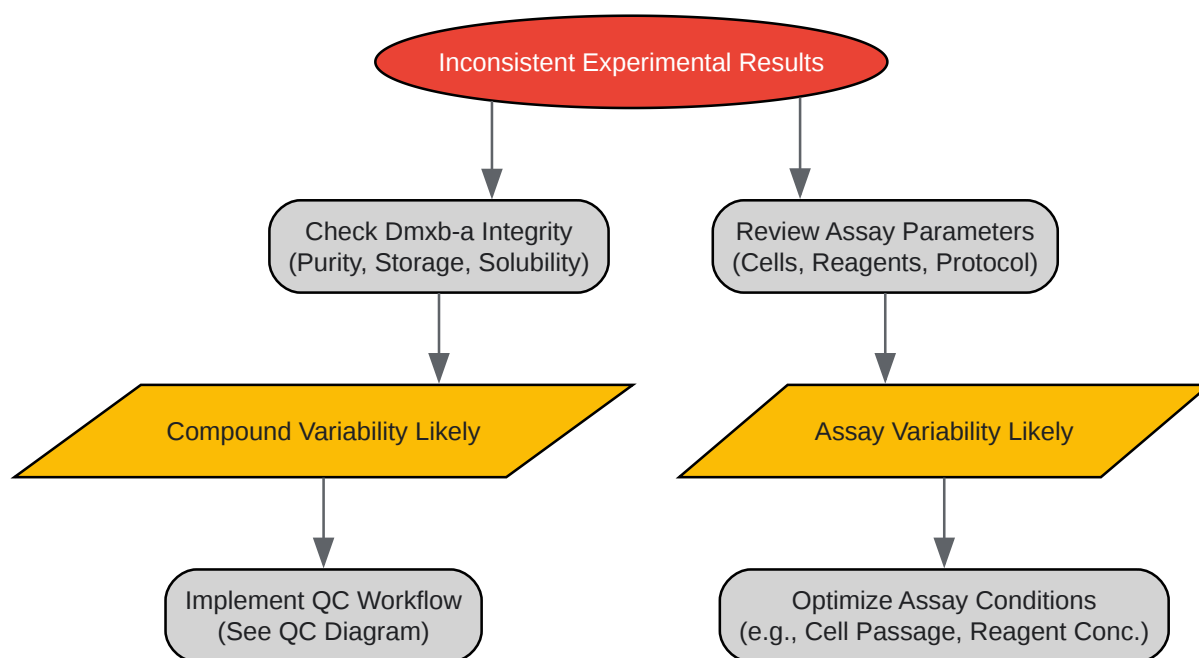 Inconsistent Experimental Results
Check Dmxb-a Integrity
(Purity, Storage, Solubility)
Review Assay Parameters
(Cells, Reagents, Protocol)
Compound Variability Likely
Assay Variability Likely
Implement QC Workflow
(See QC Diagram)
Optimize Assay Conditions
(e.g., Cell Passage, Reagent Conc.)